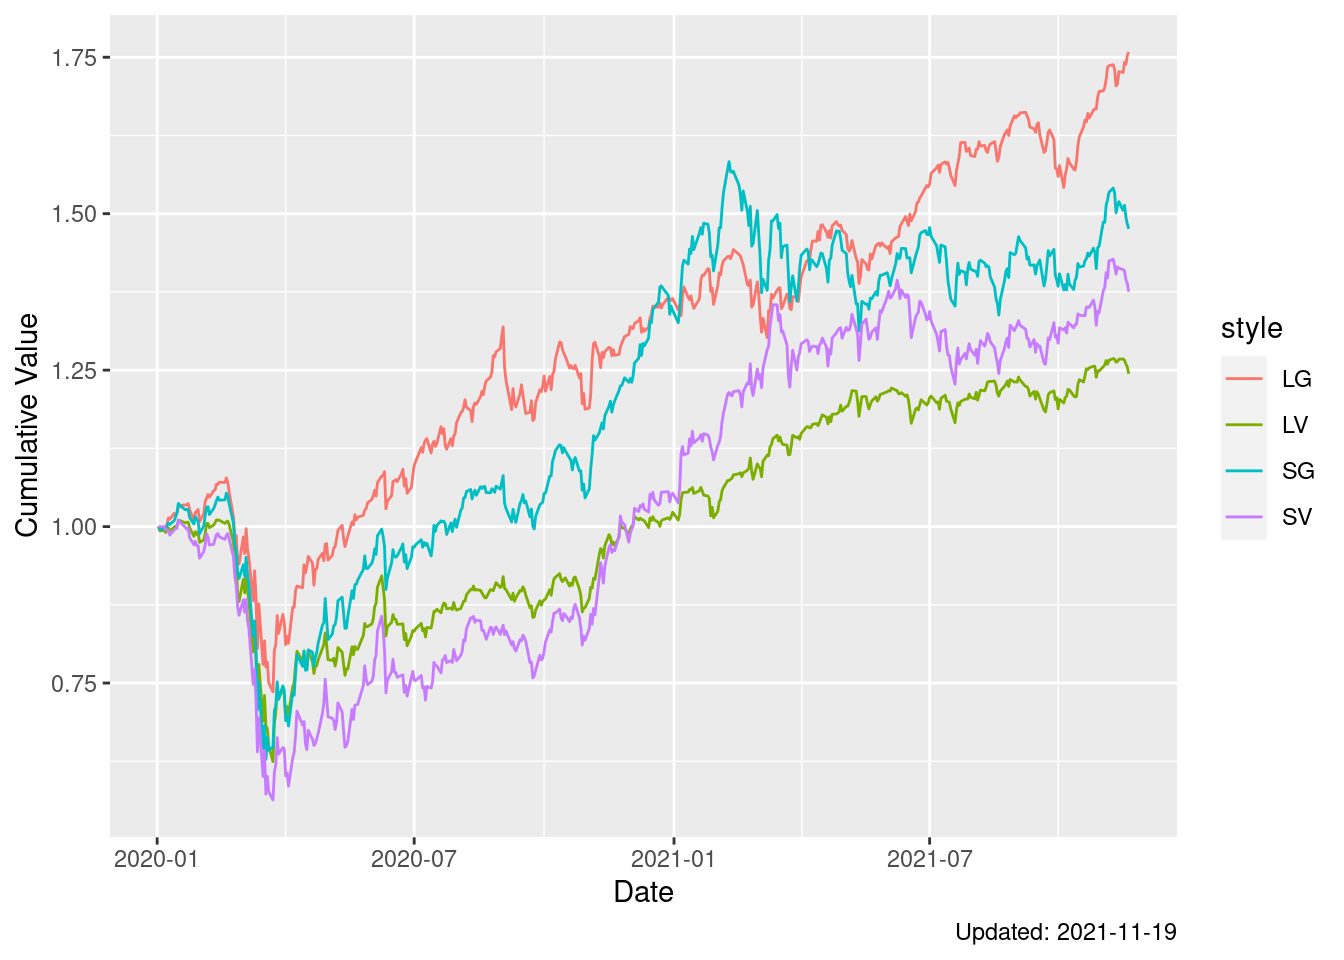 Cumulative Value
1.75
1.50
1.25
1.00
0.75
2020-01
2020-07
2021-01
2021-07
Date
style
LG
LV
SG
SV
Updated: 2021-11-19